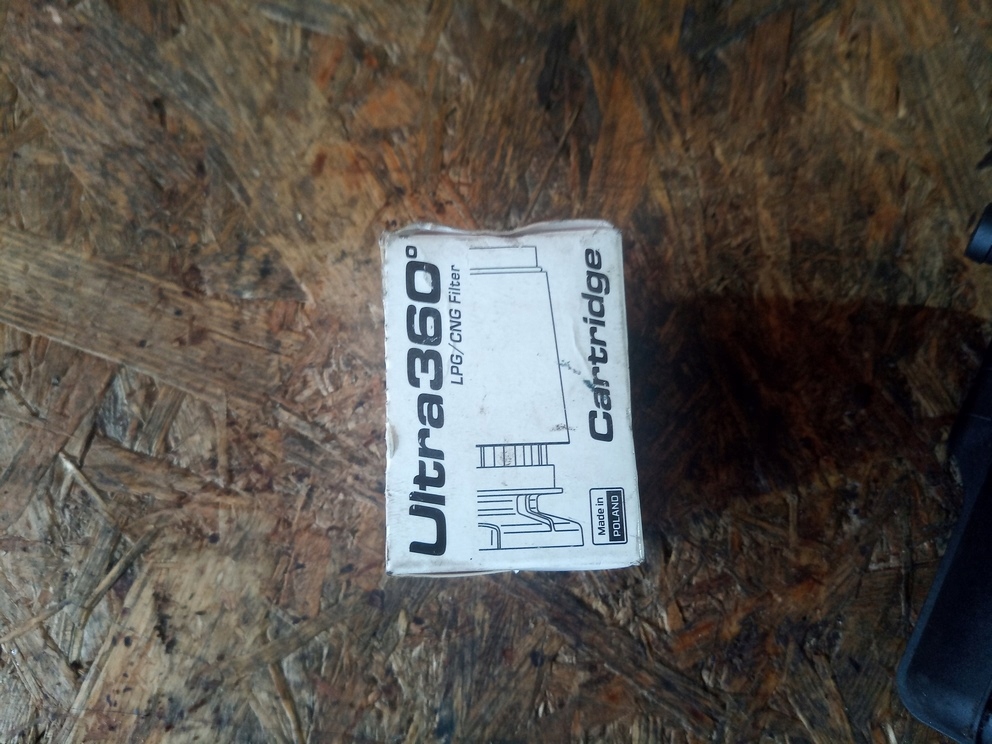 Ultra360°
LPG/CNG Filter
Cartridge
Made in
POLAND